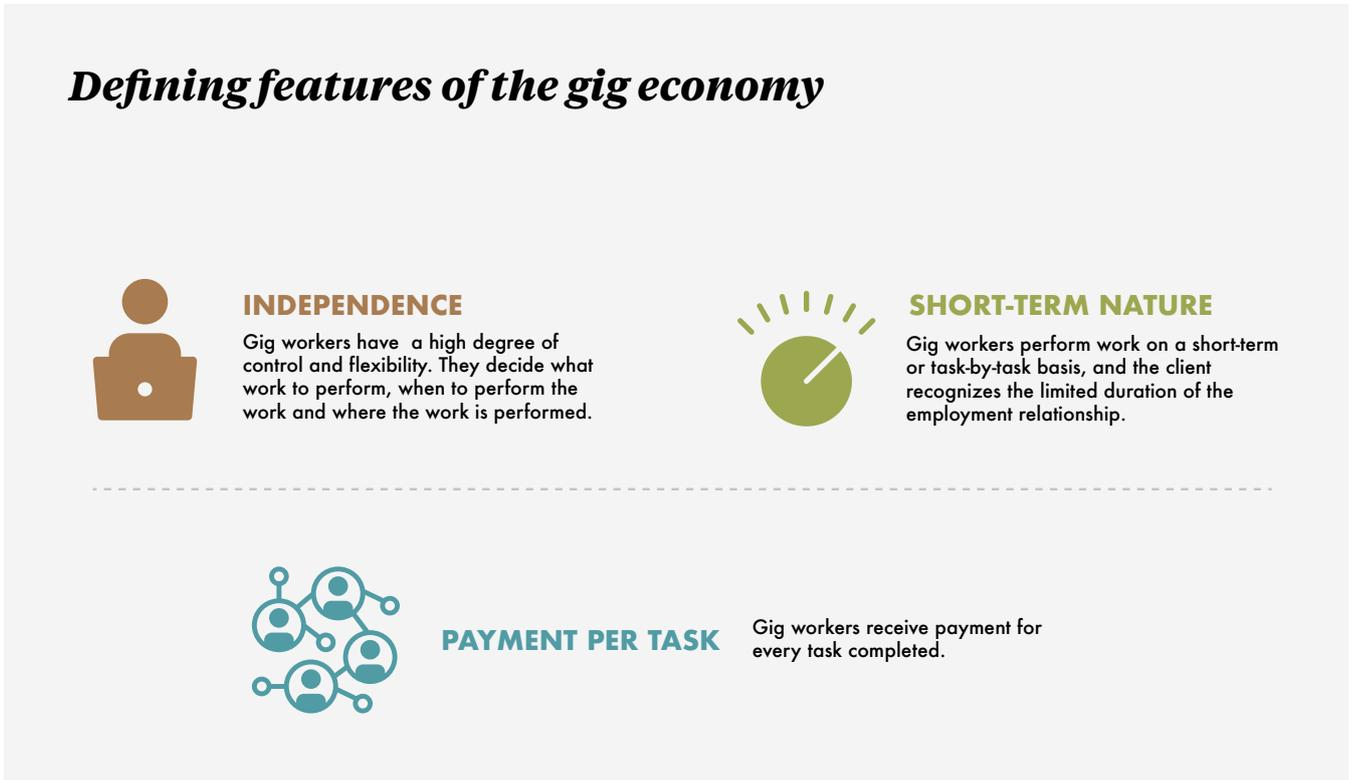 Defining features of the gig economy
INDEPENDENCE
Gig workers have  a high degree of
control and flexibility. They decide what
work to perform, when to perform the
work and where the work is performed.
SHORT-TERM NATURE
Gig workers perform work on a short-term
or task-by-task basis, and the client
recognizes the limited duration of the
employment relationship.
PAYMENT PER TASK
Gig workers receive payment for
every task completed.